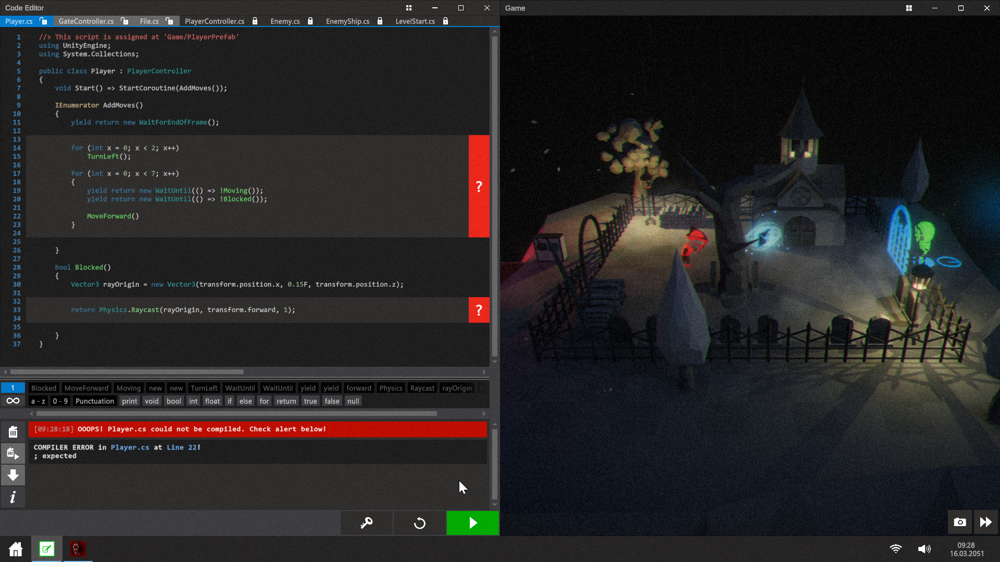 Code Editor
Game
Player.cs
GateController.cs
File.cs
PlayerController.cs
Enemy.cs
EnemyShip.cs
LevelStart.cs
1 //> This script is assigned at 'Game/PlayerPrefab'
2 using UnityEngine;
3 using System.Collections;
4
5 public class Player : PlayerController
6 {
7 void Start() => StartCoroutine(AddMoves());
8
9 IEnumerator AddMoves()
10 {
11 yield return new WaitForEndOfFrame();
12
13
14 for (int x = 0; x < 2; x++)
15 TurnLeft();
16
17 for (int x = 0; x < 7; x++)
18 {
19 yield return new WaitUntil(() => !Moving());
?
20 yield return new WaitUntil(() => !Blocked());
21
22 MoveForward()
23 }
24
25
26 }
27
28 bool Blocked()
29 {
30 Vector3 rayOrigin = new Vector3(transform.position.x, 0.15F, transform.position.z);
31
32
33 return Physics.Raycast(rayOrigin, transform.forward, 1);
?
34
35
36 }
37 }
1 Blocked MoveForward Moving new new TurnLeft WaitUntil WaitUntil yield yield forward Physics Raycast rayOrigin
∞ a - z 0 - 9 Punctuation print void bool int float if else for return true false null
[09:28:18] OOOPS! Player.cs could not be compiled. Check alert below!
COMPILER ERROR in Player.cs at Line 22!
; expected
i
09:28
16.03.2051